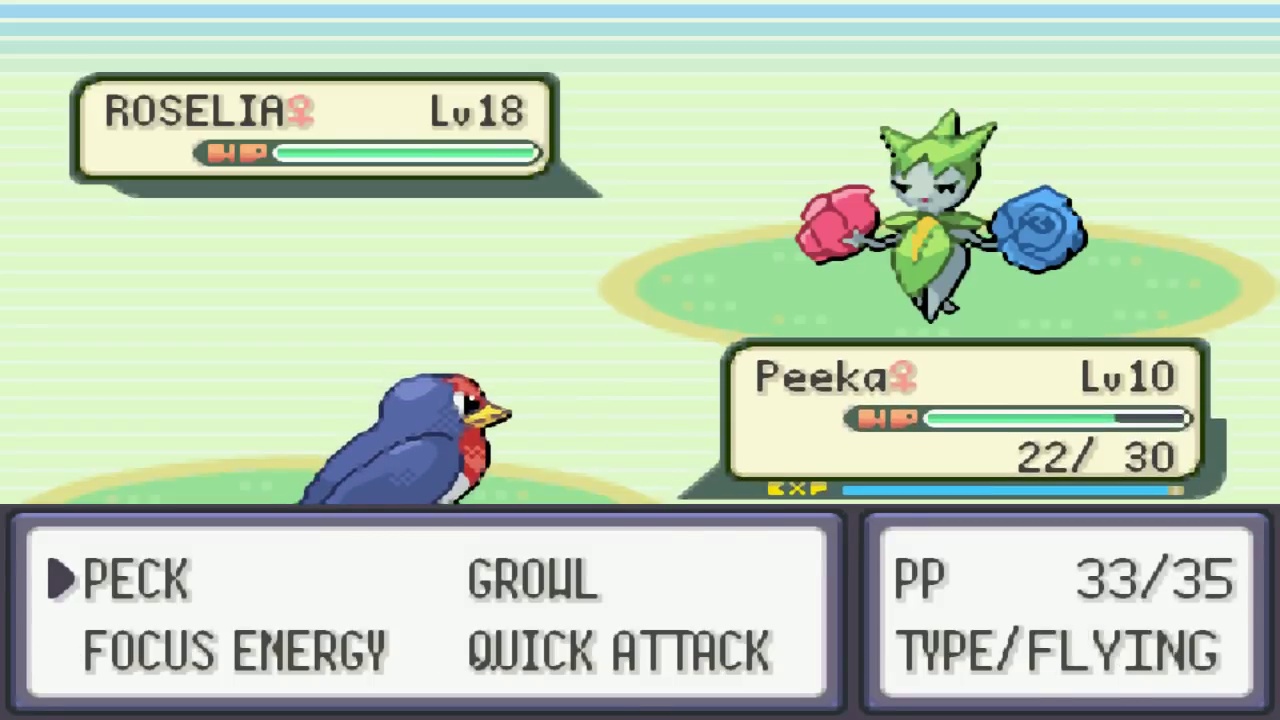 ROSELIA♀ Lv18
HP
Peeka♀ Lv10
HP
22/ 30
EXP
▶PECK GROWL
FOCUS ENERGY QUICK ATTACK
PP 33/35
TYPE/FLYING